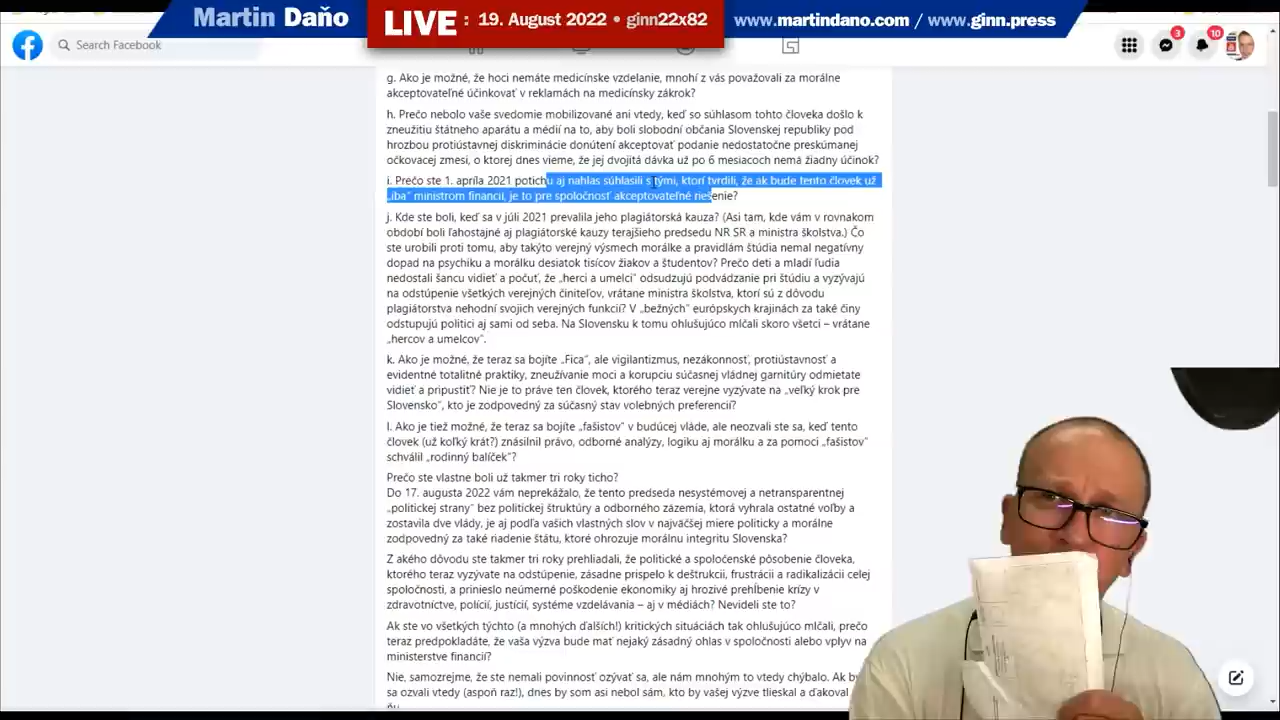 Martin Daňo
LIVE : 19. August 2022 • ginn22x82
www.martindano.com / www.ginn.press
Search Facebook
3
10
g. Ako je možné, že hoci nemáte medicínske vzdelanie, mnohí z vás považovali za morálne
akceptovateľné účinkovať v reklamách na medicínsky zákrok?
h. Prečo nebolo vaše svedomie mobilizované ani vtedy, keď so súhlasom tohto človeka došlo k
zneužitiu štátneho aparátu a médií na to, aby boli slobodní občania Slovenskej republiky pod
hrozbou protiústavnej diskriminácie donútení akceptovať podanie nedostatočne preskúmanej
očkovacej zmesi, o ktorej dnes vieme, že jej dvojitá dávka už po 6 mesiacoch nemá žiadny účinok?
i. Prečo ste 1. apríla 2021 potichu aj nahlas súhlasili s tými, ktorí tvrdili, že ak bude tento človek už
„iba“ ministrom financií, je to pre spoločnosť akceptovateľné riešenie?
j. Kde ste boli, keď sa v júli 2021 prevalila jeho plagiátorská kauza? (Asi tam, kde vám v rovnakom
období boli ľahostajné aj plagiátorské kauzy terajšieho predsedu NR SR a ministra školstva.) Čo
ste urobili proti tomu, aby takýto verejný výsmech morálke a pravidlám štúdia nemal negatívny
dopad na psychiku a morálku desiatok tisícov žiakov a študentov? Prečo deti a mladí ľudia
nedostali šancu vidieť a počuť, že „herci a umelci“ odsudzujú podvádzanie pri štúdiu a vyzývajú
na odstúpenie všetkých verejných činiteľov, vrátane ministra školstva, ktorí sú z dôvodu
plagiátorstva nehodní svojich verejných funkcií? V „bežných“ európskych krajinách za také činy
odstupujú politici aj sami od seba. Na Slovensku k tomu ohlušujúco mlčali skoro všetci – vrátane
„hercov a umelcov“.
k. Ako je možné, že teraz sa bojíte „Fica“, ale vigilantizmus, nezákonnosť, protiústavnosť a
evidentné totalitné praktiky, zneužívanie moci a korupciu súčasnej vládnej garnitúry odmietate
vidieť a pripustiť? Nie je to práve ten človek, ktorého teraz verejne vyzývate na „veľký krok pre
Slovensko“, kto je zodpovedný za súčasný stav volebných preferencií?
l. Ako je tiež možné, že teraz sa bojíte „fašistov“ v budúcej vláde, ale neozvali ste sa, keď tento
človek (už koľký krát?) znásilnil právo, odborné analýzy, logiku aj morálku a za pomoci „fašistov“
schválil „rodinný balíček“?
Prečo ste vlastne boli už takmer tri roky ticho?
Do 17. augusta 2022 vám neprekážalo, že tento predseda nesystémovej a netransparentnej
„politickej strany“ bez politickej štruktúry a odborného zázemia, ktorá vyhrala ostatné voľby a
zostavila dve vlády, je aj podľa vašich vlastných slov v najväčšej miere politicky a morálne
zodpovedný za také riadenie štátu, ktoré ohrozuje morálnu integritu Slovenska?
Z akého dôvodu ste takmer tri roky prehliadali, že politické a spoločenské pôsobenie človeka,
ktorého teraz vyzývate na odstúpenie, zásadne prispelo k deštrukcii, frustrácii a radikalizácii celej
spoločnosti, a prinieslo neúmerné poškodenie ekonomiky aj hrozivé prehĺbenie krízy v
zdravotníctve, polícii, justícii, systéme vzdelávania – aj v médiách? Nevideli ste to?
Ak ste vo všetkých týchto (a mnohých ďalších!) kritických situáciách tak ohlušujúco mlčali, prečo
teraz predpokladáte, že vaša výzva bude mať nejaký zásadný ohlas v spoločnosti alebo vplyv na
ministerstve financií?
Nie, samozrejme, že ste nemali povinnosť ozývať sa, ale nám mnohým to vtedy chýbalo. Ak by
sa ozvali vtedy (aspoň raz!), dnes by som asi nebol sám, kto by vašej výzve tlieskal a ďakoval